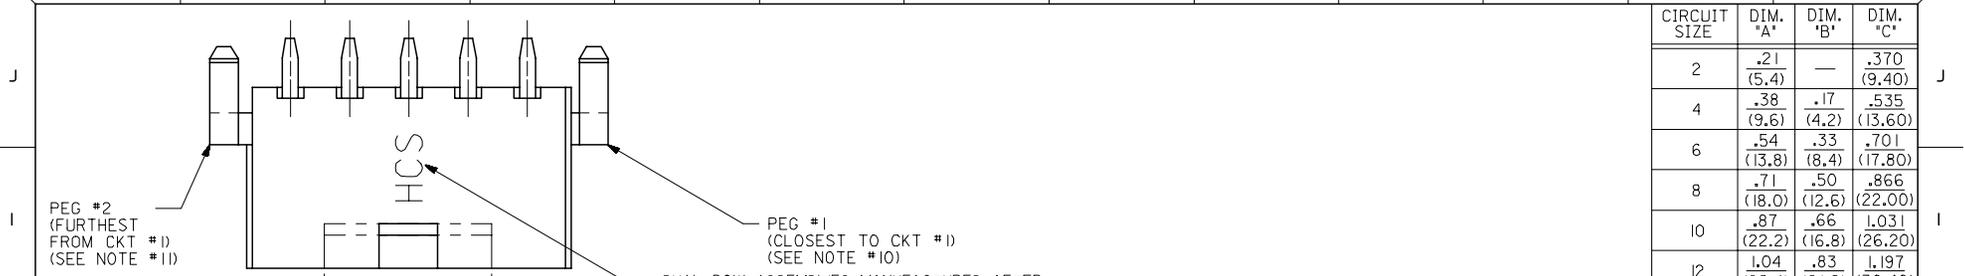 CIRCUIT SIZE DIM. "A" DIM. "B" DIM. "C"
2 .21 (5.4) — .370 (9.40)
4 .38 (9.6) .17 (4.2) .535 (13.60)
6 .54 (13.8) .33 (8.4) .701 (17.80)
8 .71 (18.0) .50 (12.6) .866 (22.00)
10 .87 (22.2) .66 (16.8) 1.031 (26.20)
12 1.04 .83 1.197
J
J
HCS
PEG #2
(FURTHEST
FROM CKT #1)
(SEE NOTE #11)
PEG #1
(CLOSEST TO CKT #1)
(SEE NOTE #10)
I
I